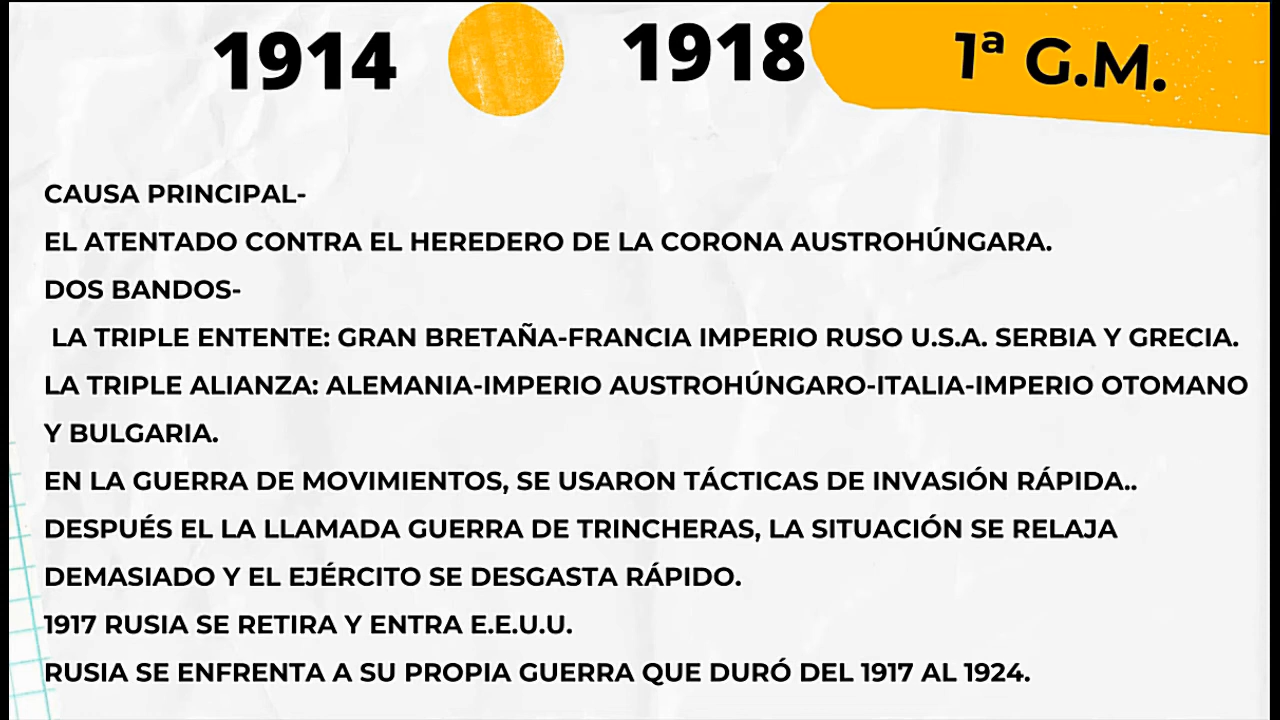 1914 1918 1ª G.M.
CAUSA PRINCIPAL-
EL ATENTADO CONTRA EL HEREDERO DE LA CORONA AUSTROHÚNGARA.
DOS BANDOS-
LA TRIPLE ENTENTE: GRAN BRETAÑA-FRANCIA IMPERIO RUSO U.S.A. SERBIA Y GRECIA.
LA TRIPLE ALIANZA: ALEMANIA-IMPERIO AUSTROHÚNGARO-ITALIA-IMPERIO OTOMANO
Y BULGARIA.
EN LA GUERRA DE MOVIMIENTOS, SE USARON TÁCTICAS DE INVASIÓN RÁPIDA..
DESPUÉS EL LA LLAMADA GUERRA DE TRINCHERAS, LA SITUACIÓN SE RELAJA
DEMASIADO Y EL EJÉRCITO SE DESGASTA RÁPIDO.
1917 RUSIA SE RETIRA Y ENTRA E.E.U.U.
RUSIA SE ENFRENTA A SU PROPIA GUERRA QUE DURÓ DEL 1917 AL 1924.